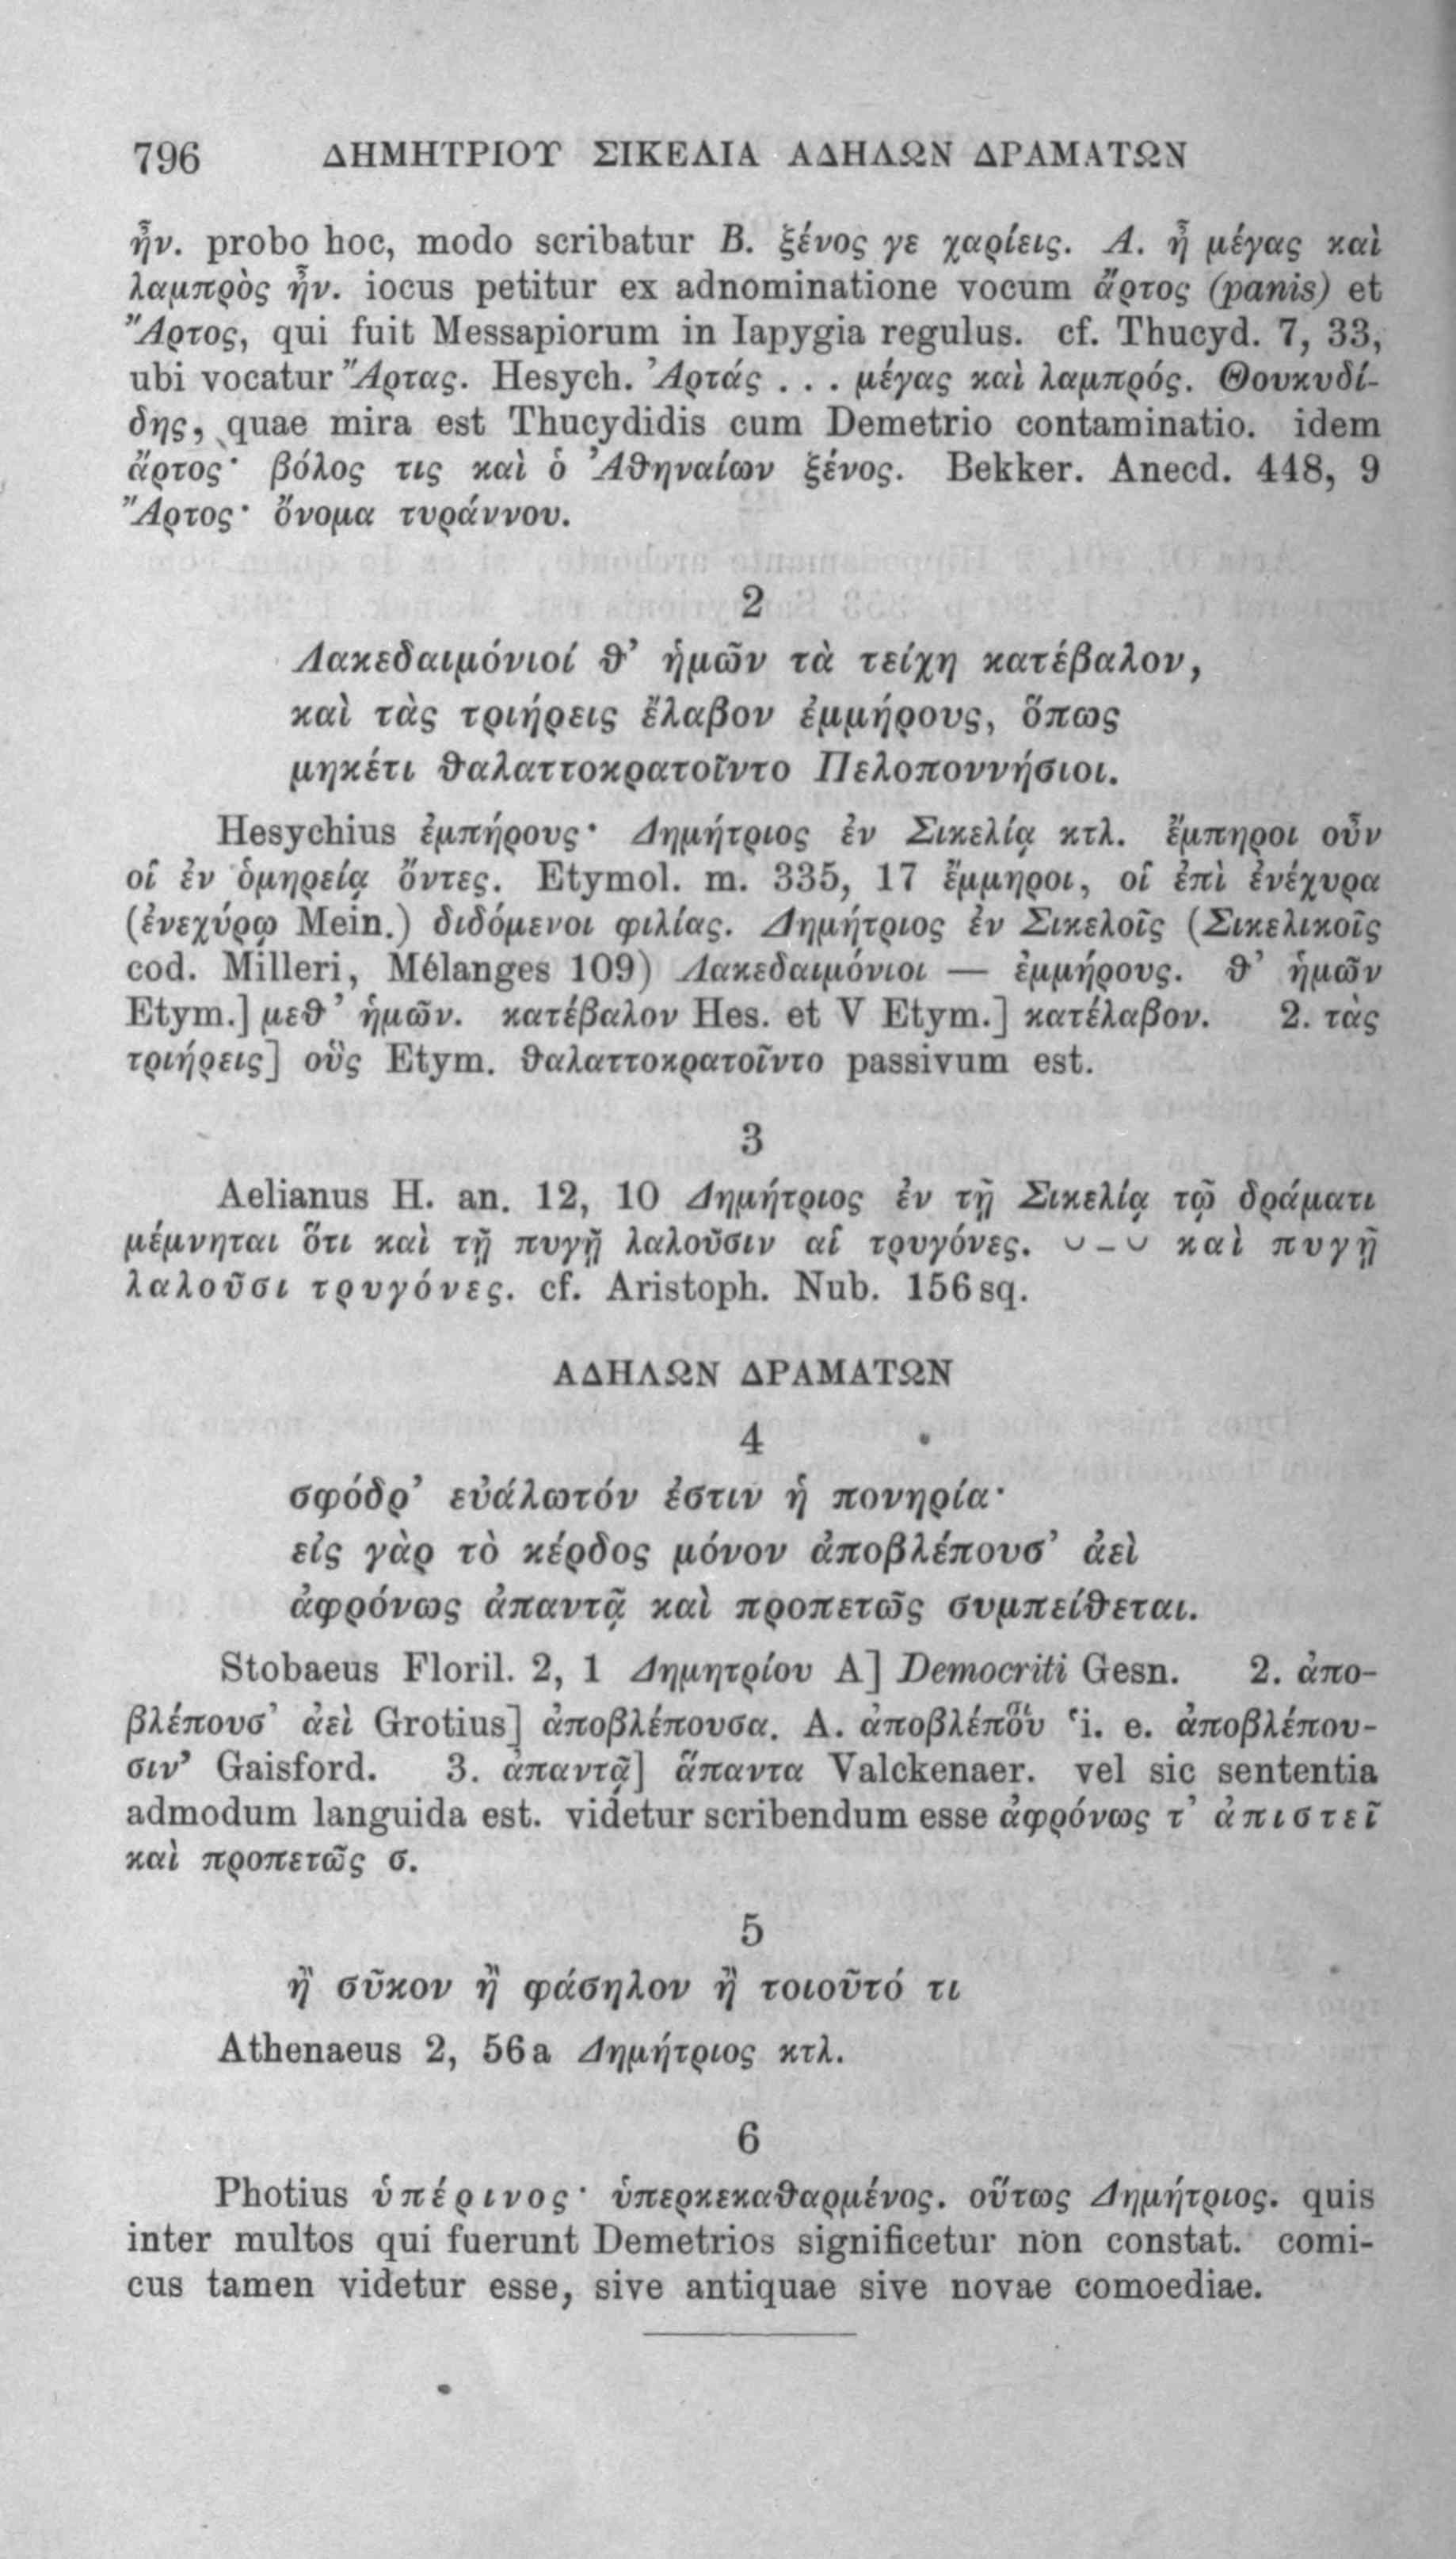 796 ΔΗΜΗΤΡΙΟΥ ΣΙΚΕΛΙΑ ΑΔΗΛΩΝ ΔΡΑΜΑΤΩΝ
ἦν. probo hoc, modo scribatur B. ξένος γε χαρίεις. A. ἦ μέγας καὶ
λαμπρὸς ἦν. iocus petitur ex adnominatione vocum ἄρτος (panis) et
Ἄρτος, qui fuit Messapiorum in Iapygia regulus. cf. Thucyd. 7, 33,
ubi vocatur Ἄρτας. Hesych. Ἀρτάς . . . μέγας καὶ λαμπρός. Θουκυδί-
δης, quae mira est Thucydidis cum Demetrio contaminatio. idem
ἄρτος· βόλος τις καὶ ὁ Ἀθηναίων ξένος. Bekker. Anecd. 448, 9
Ἄρτος· ὄνομα τυράννου.
2
Λακεδαιμόνιοί θ’ ἡμῶν τὰ τείχη κατέβαλον,
καὶ τὰς τριήρεις ἔλαβον ἐμμήρους, ὅπως
μηκέτι θαλαττοκρατοῖντο Πελοποννήσιοι.
Hesychius ἐμπήρους· Δημήτριος ἐν Σικελίᾳ κτλ. ἔμπηροι οὖν
οἱ ἐν ὁμηρείᾳ ὄντες. Etymol. m. 335, 17 ἔμμηροι, οἱ ἐπὶ ἐνέχυρα
(ἐνεχύρῳ Mein.) διδόμενοι φιλίας. Δημήτριος ἐν Σικελοῖς (Σικελικοῖς
cod. Milleri, Mélanges 109) Λακεδαιμόνιοι — ἐμμήρους. θ’ ἡμῶν
Etym.] μεθ’ ἡμῶν. κατέβαλον Hes. et V Etym.] κατέλαβον. 2. τὰς
τριήρεις] οὓς Etym. θαλαττοκρατοῖντο passivum est.
3
Aelianus H. an. 12, 10 Δημήτριος ἐν τῇ Σικελίᾳ τῷ δράματι
μέμνηται ὅτι καὶ τῇ πυγῇ λαλοῦσιν αἱ τρυγόνες. ⏑ – ⏑ καὶ πυγῇ
λαλοῦσι τρυγόνες. cf. Aristoph. Nub. 156 sq.
ΑΔΗΛΩΝ ΔΡΑΜΑΤΩΝ
4
σφόδρ’ εὐάλωτόν ἐστιν ἡ πονηρία·
εἰς γὰρ τὸ κέρδος μόνον ἀποβλέπουσ’ ἀεὶ
ἀφρόνως ἀπαντᾷ καὶ προπετῶς συμπείθεται.
Stobaeus Floril. 2, 1 Δημητρίου A] Democriti Gesn. 2. ἀπο-
βλέπουσ’ ἀεὶ Grotius] ἀποβλέπουσα. A. ἀποβλέπου ‘i. e. ἀποβλέπου-
σιν’ Gaisford. 3. ἀπαντᾷ] ἅπαντα Valckenaer. vel sic sententia
admodum languida est. videtur scribendum esse ἀφρόνως τ’ ἀπιστεῖ
καὶ προπετῶς σ.
5
ἢ σῦκον ἢ φάσηλον ἢ τοιοῦτό τι
Athenaeus 2, 56 a Δημήτριος κτλ.
6
Photius ὑπέρινος· ὑπερκεκαθαρμένος. οὕτως Δημήτριος. quis
inter multos qui fuerunt Demetrios significetur non constat. comi-
cus tamen videtur esse, sive antiquae sive novae comoediae.